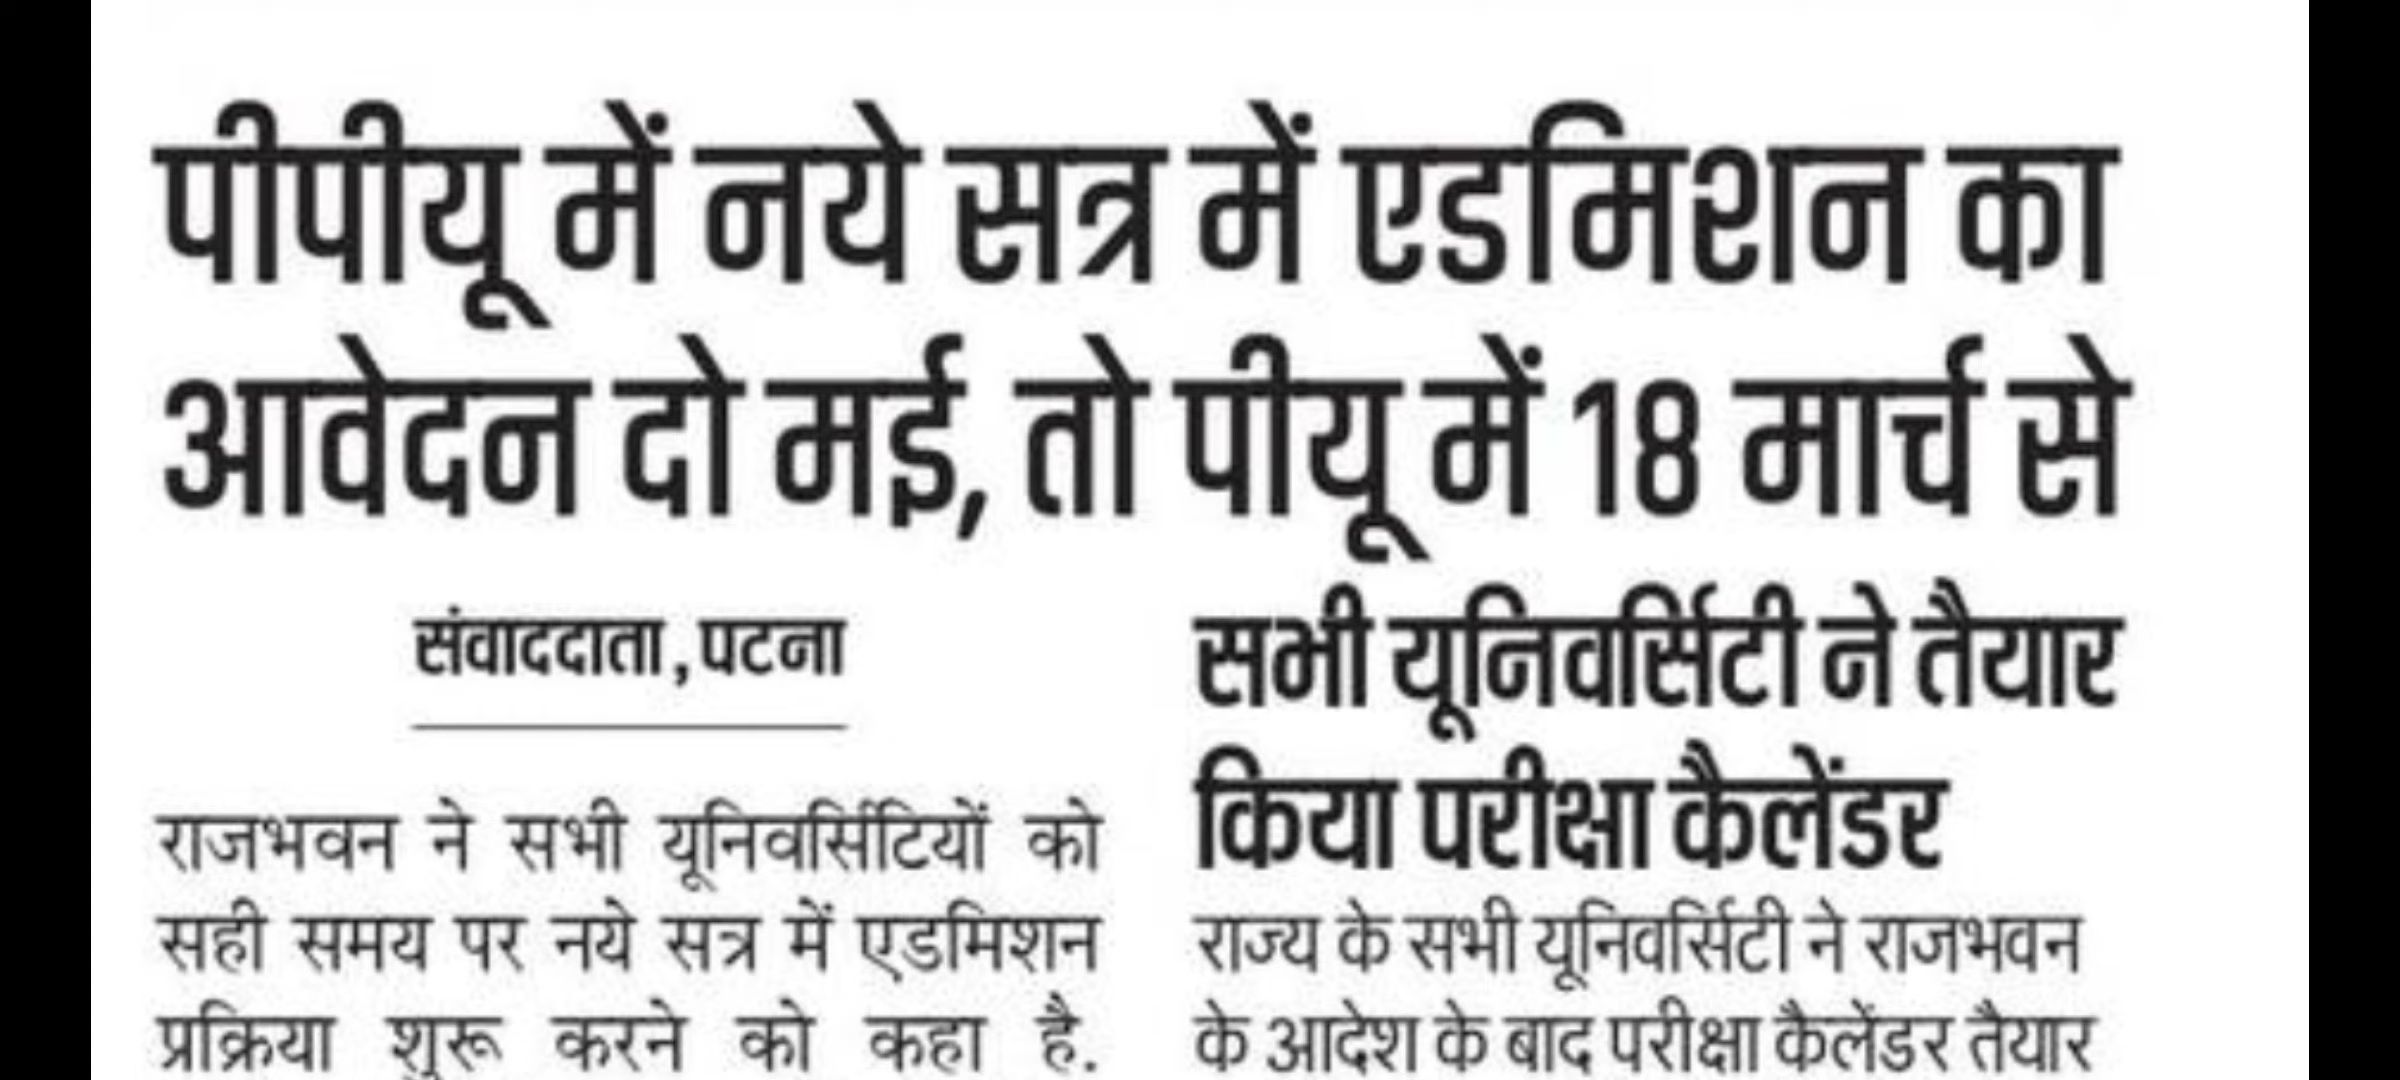 पीपीयू में नये सत्र में एडमिशन का
आवेदन दो मई, तो पीयू में 18 मार्च से
संवाददाता, पटना
राजभवन ने सभी यूनिवर्सिटियों को
सही समय पर नये सत्र में एडमिशन
प्रक्रिया शुरू करने को कहा है.
सभी यूनिवर्सिटी ने तैयार
किया परीक्षा कैलेंडर
राज्य के सभी यूनिवर्सिटी ने राजभवन
के आदेश के बाद परीक्षा कैलेंडर तैयार